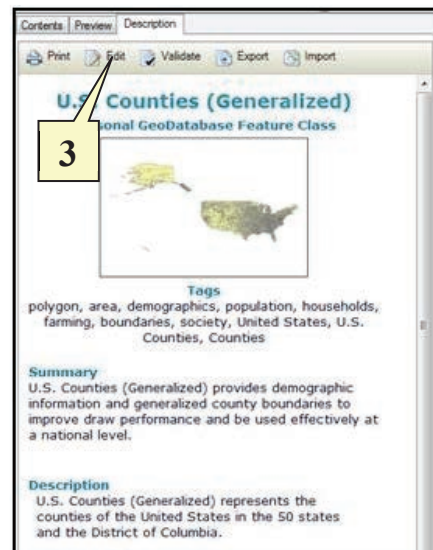 Contents Preview Description
Print Edit Validate Export Import
U.S. Counties (Generalized)
sonal GeoDatabase Feature Class
3
Tags
polygon, area, demographics, population, households,
farming, boundaries, society, United States, U.S.
Counties, Counties
Summary
U.S. Counties (Generalized) provides demographic
information and generalized county boundaries to
improve draw performance and be used effectively at
a national level.
Description
U.S. Counties (Generalized) represents the
counties of the United States in the 50 states
and the District of Columbia.